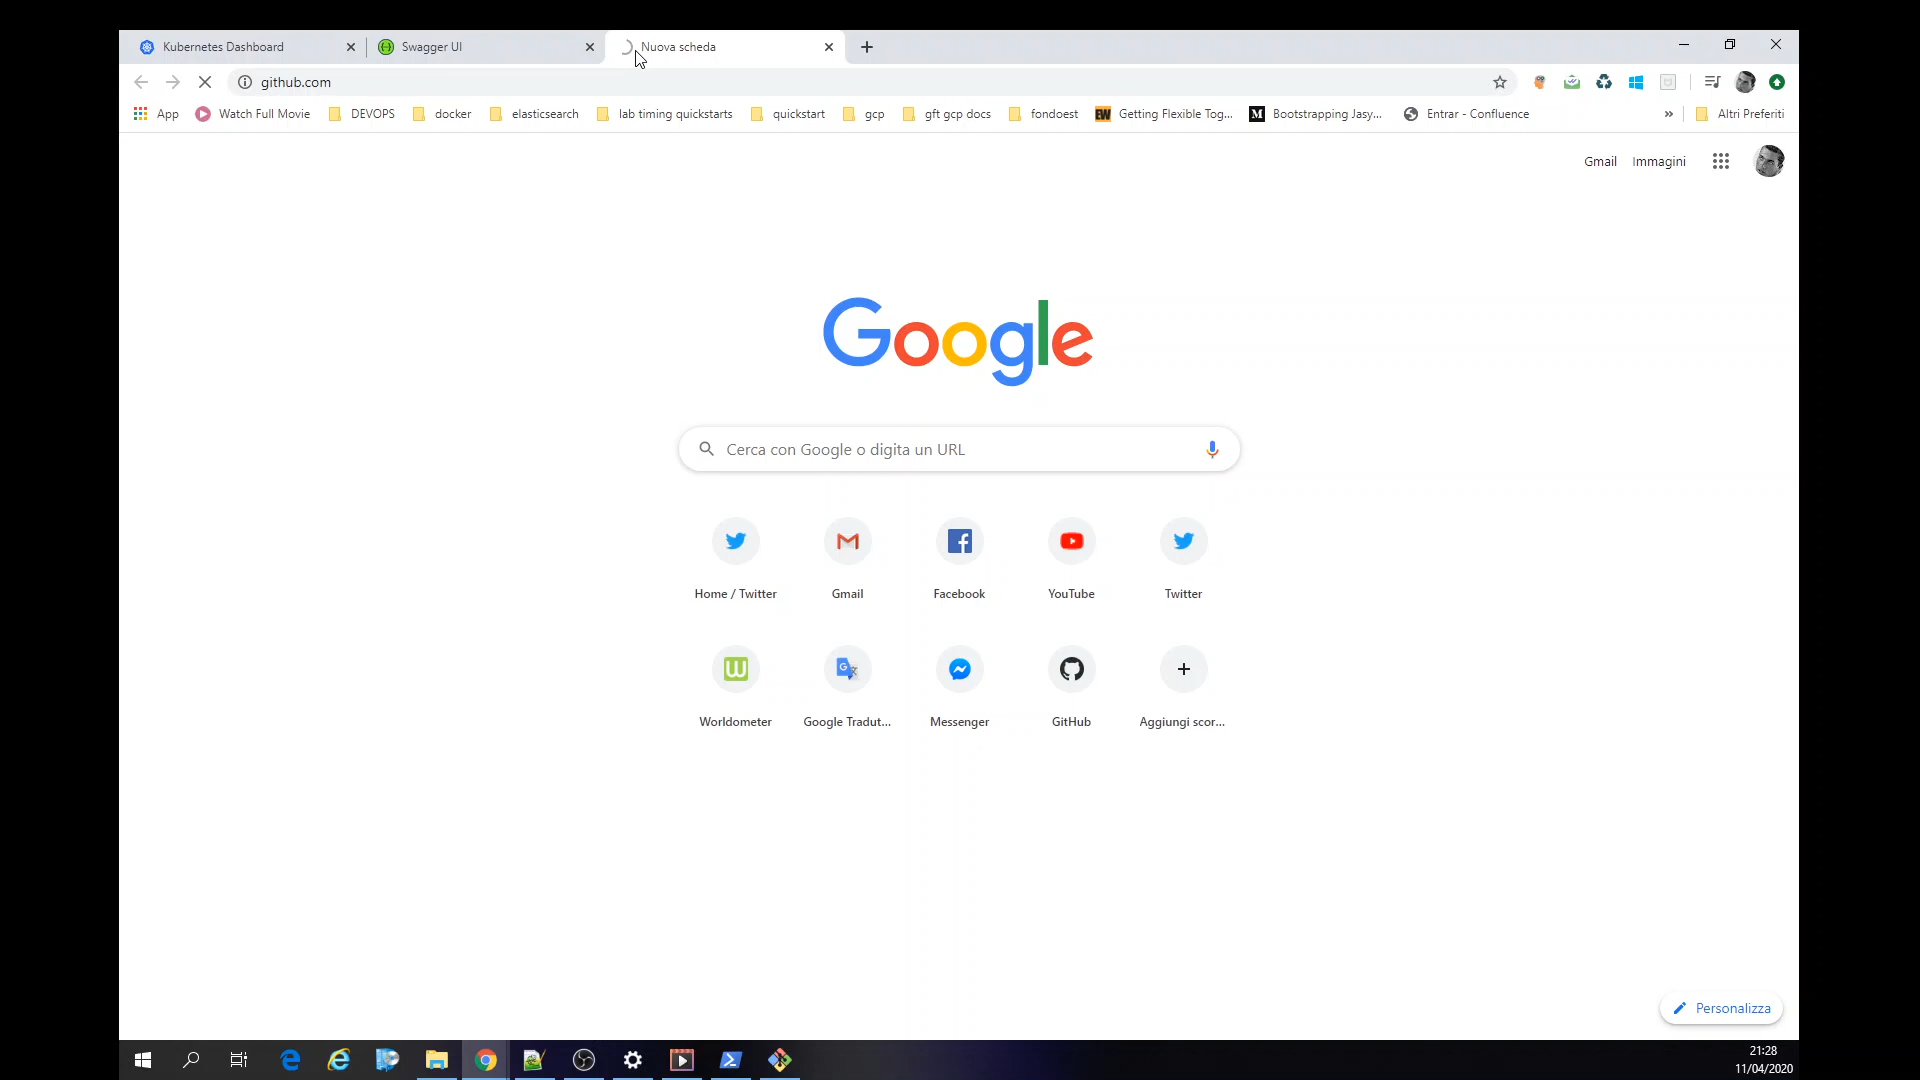 Kubernetes Dashboard
Swagger UI
Nuova scheda
github.com
App
Watch Full Movie
DEVOPS
docker
elasticsearch
lab timing quickstarts
quickstart
gcp
gft gcp docs
fondoest
Getting Flexible Tog...
Bootstrapping Jasy...
Entrar - Confluence
Altri Preferiti
Gmail
Immagini
Google
Cerca con Google o digita un URL
Home / Twitter
Gmail
Facebook
YouTube
Twitter
Worldometer
Google Tradut...
Messenger
GitHub
Aggiungi scor...
Personalizza
21:28
11/04/2020